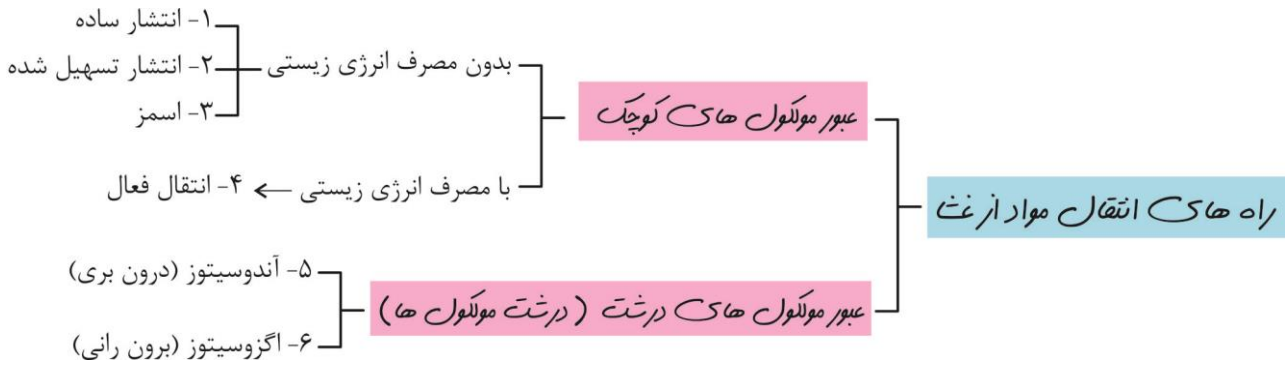 راه های انتقال مواد از غشا
عبور مولکول های کوچک
بدون مصرف انرژی زیستی
۱- انتشار ساده
۲- انتشار تسهیل شده
۳- اسمز
با مصرف انرژی زیستی ← ۴- انتقال فعال
عبور مولکول های درشت (درشت مولکول ها)
۵- آندوسیتوز (درون بری)
۶- اگزوسیتوز (برون رانی)